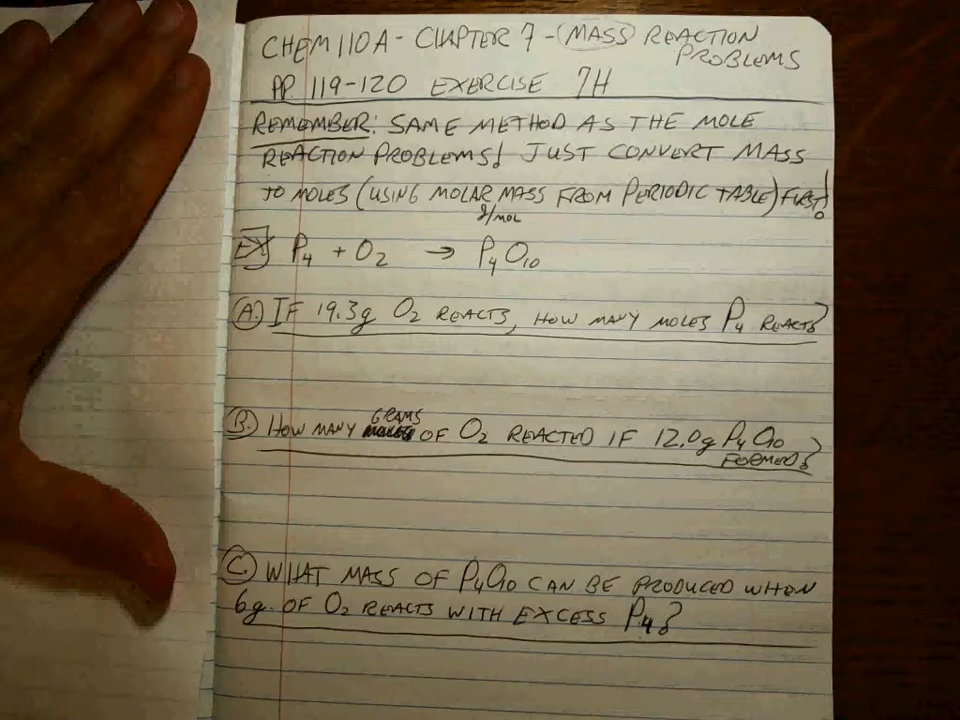 CHEM 110A - CHAPTER 7 - (MASS) REACTION PROBLEMS
PP. 119-120 EXERCISE 7H
REMEMBER: SAME METHOD AS THE MOLE
REACTION PROBLEMS! JUST CONVERT MASS
TO MOLES (USING MOLAR MASS FROM PERIODIC TABLE) FIRST!
g/MOL
EX P₄ + O₂ → P₄O₁₀
A. IF 19.3g O₂ REACTS, HOW MANY MOLES P₄ REACTS?
B. HOW MANY GRAMS OF O₂ REACTED IF 12.0g P₄O₁₀ FORMED?
C. WHAT MASS OF P₄O₁₀ CAN BE PRODUCED WHEN
6g OF O₂ REACTS WITH EXCESS P₄?